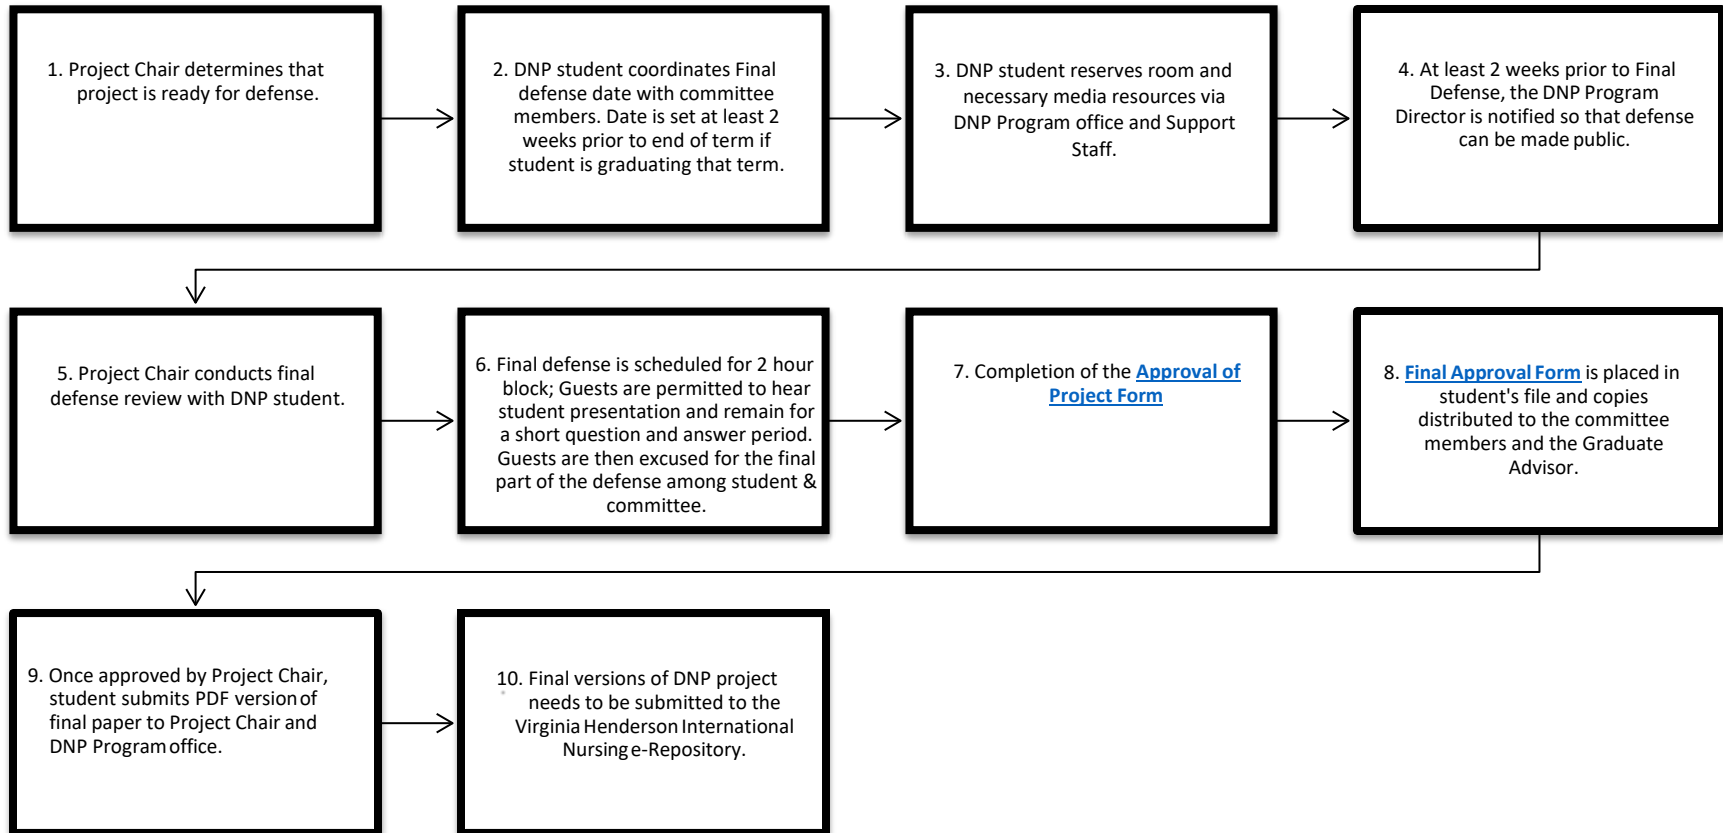 1. Project Chair determines that
project is ready for defense.
2. DNP student coordinates Final
defense date with committee
members. Date is set at least 2
weeks prior to end of term if
student is graduating that term.
3. DNP student reserves room and
necessary media resources via
DNP Program office and Support
Staff.
4. At least 2 weeks prior to Final
Defense, the DNP Program
Director is notified so that defense
can be made public.
5. Project Chair conducts final
defense review with DNP student.
6. Final defense is scheduled for 2 hour
block; Guests are permitted to hear
student presentation and remain for
a short question and answer period.
Guests are then excused for the final
part of the defense among student &
committee.
7. Completion of the Approval of
Project Form
8. Final Approval Form is placed in
student's file and copies
distributed to the committee
members and the Graduate
Advisor.
9. Once approved by Project Chair,
student submits PDF version of
final paper to Project Chair and
DNP Program office.
10. Final versions of DNP project
needs to be submitted to the
Virginia Henderson International
Nursing e-Repository.